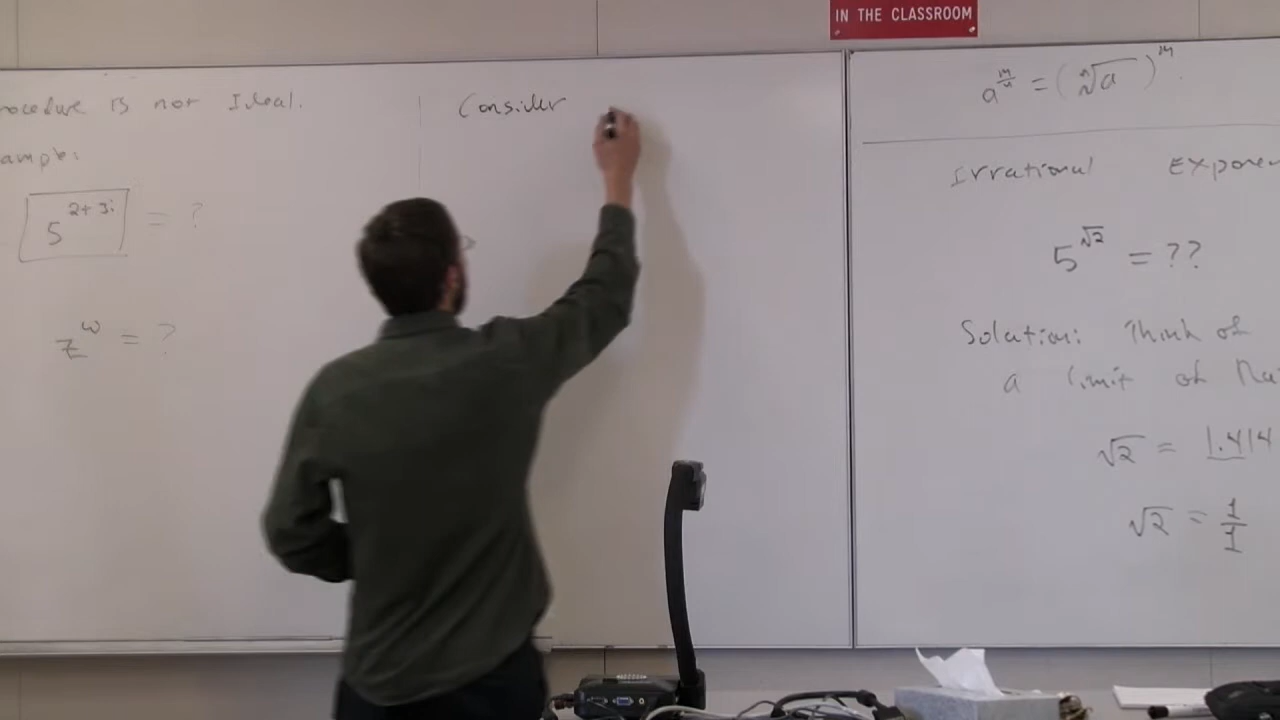 IN THE CLASSROOM
rocedure is not Ideal.
ample:
5^{2+3i} = ?
z^w = ?
Consider
a^{m/n} = (ⁿ√a)^m.
Irrational Expone
5^{√2} = ??
Solution: Think of
a limit of Ra
√2 = 1.414
√2 = 1/1